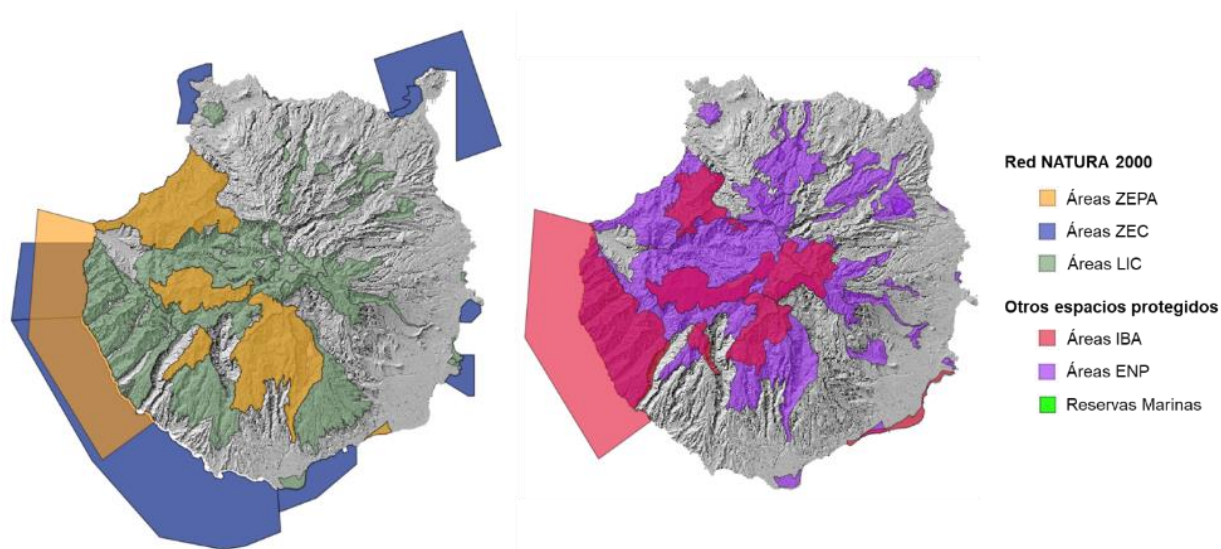 Red NATURA 2000
Áreas ZEPA
Áreas ZEC
Áreas LIC
Otros espacios protegidos
Áreas IBA
Áreas ENP
Reservas Marinas